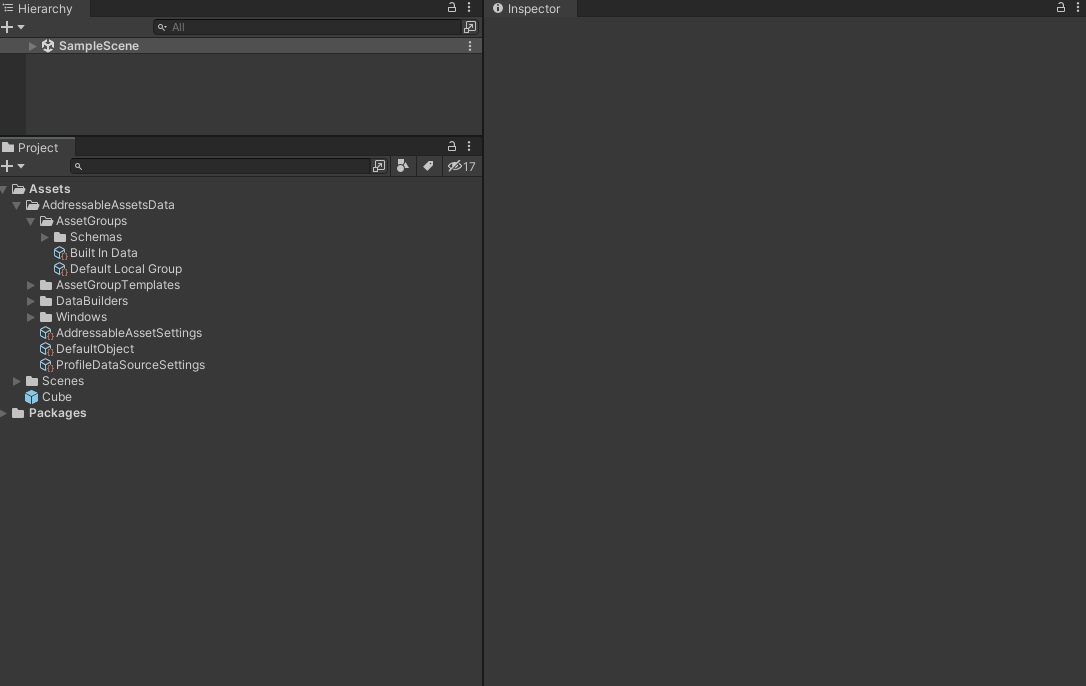 Hierarchy
All
SampleScene
Project
17
Assets
AddressableAssetsData
AssetGroups
Schemas
Built In Data
Default Local Group
AssetGroupTemplates
DataBuilders
Windows
AddressableAssetSettings
DefaultObject
ProfileDataSourceSettings
Scenes
Cube
Packages
Inspector